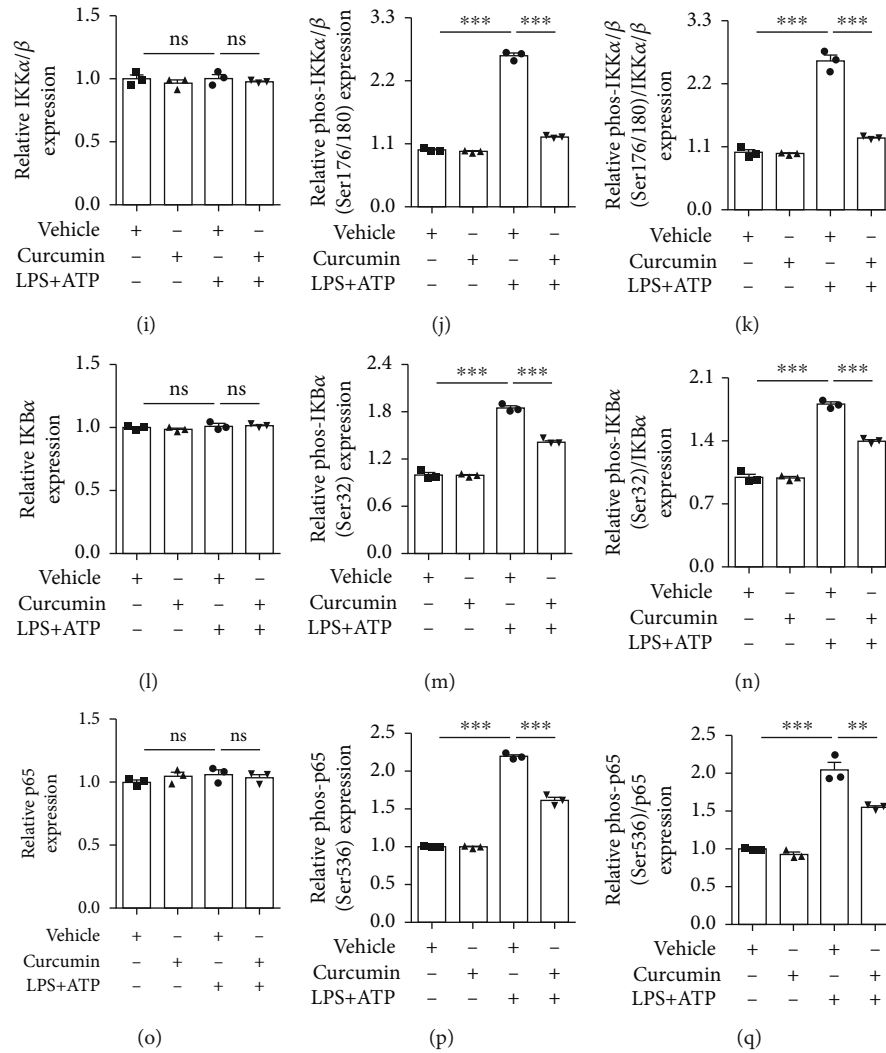 Relative IKKα/β
expression
1.5
1.0
0.5
0.0
ns
ns
Vehicle + – + –
Curcumin – + – +
LPS+ATP – – + +
(i)
Relative phos-IKKα/β
(Ser176/180) expression
3.3
2.2
1.1
0.0
***
***
Vehicle + – + –
Curcumin – + – +
LPS+ATP – – + +
(j)
Relative phos-IKKα/β
(Ser176/180)/IKKα/β
expression
3.3
2.2
1.1
0.0
***
***
Vehicle + – + –
Curcumin – + – +
LPS+ATP – – + +
(k)
Relative IKBα
expression
1.5
1.0
0.5
0.0
ns
ns
Vehicle + – + –
Curcumin – + – +
LPS+ATP – – + +
(l)
Relative phos-IKBα
(Ser32) expression
2.4
1.8
1.2
0.6
0.0
***
***
Vehicle + – + –
Curcumin – + – +
LPS+ATP – – + +
(m)
Relative phos-IKBα
(Ser32)/IKBα
expression
2.1
1.4
0.7
0.0
***
***
Vehicle + – + –
Curcumin – + – +
LPS+ATP – – + +
(n)
Relative p65
expression
1.5
1.0
0.5
0.0
ns
ns
Vehicle + – + –
Curcumin – + – +
LPS+ATP – – + +
(o)
Relative phos-p65
(Ser536) expression
2.5
2.0
1.5
1.0
0.5
0.0
***
***
Vehicle + – + –
Curcumin – + – +
LPS+ATP – – + +
(p)
Relative phos-p65
(Ser536)/p65
expression
2.5
2.0
1.5
1.0
0.5
0.0
***
**
Vehicle + – + –
Curcumin – + – +
LPS+ATP – – + +
(q)